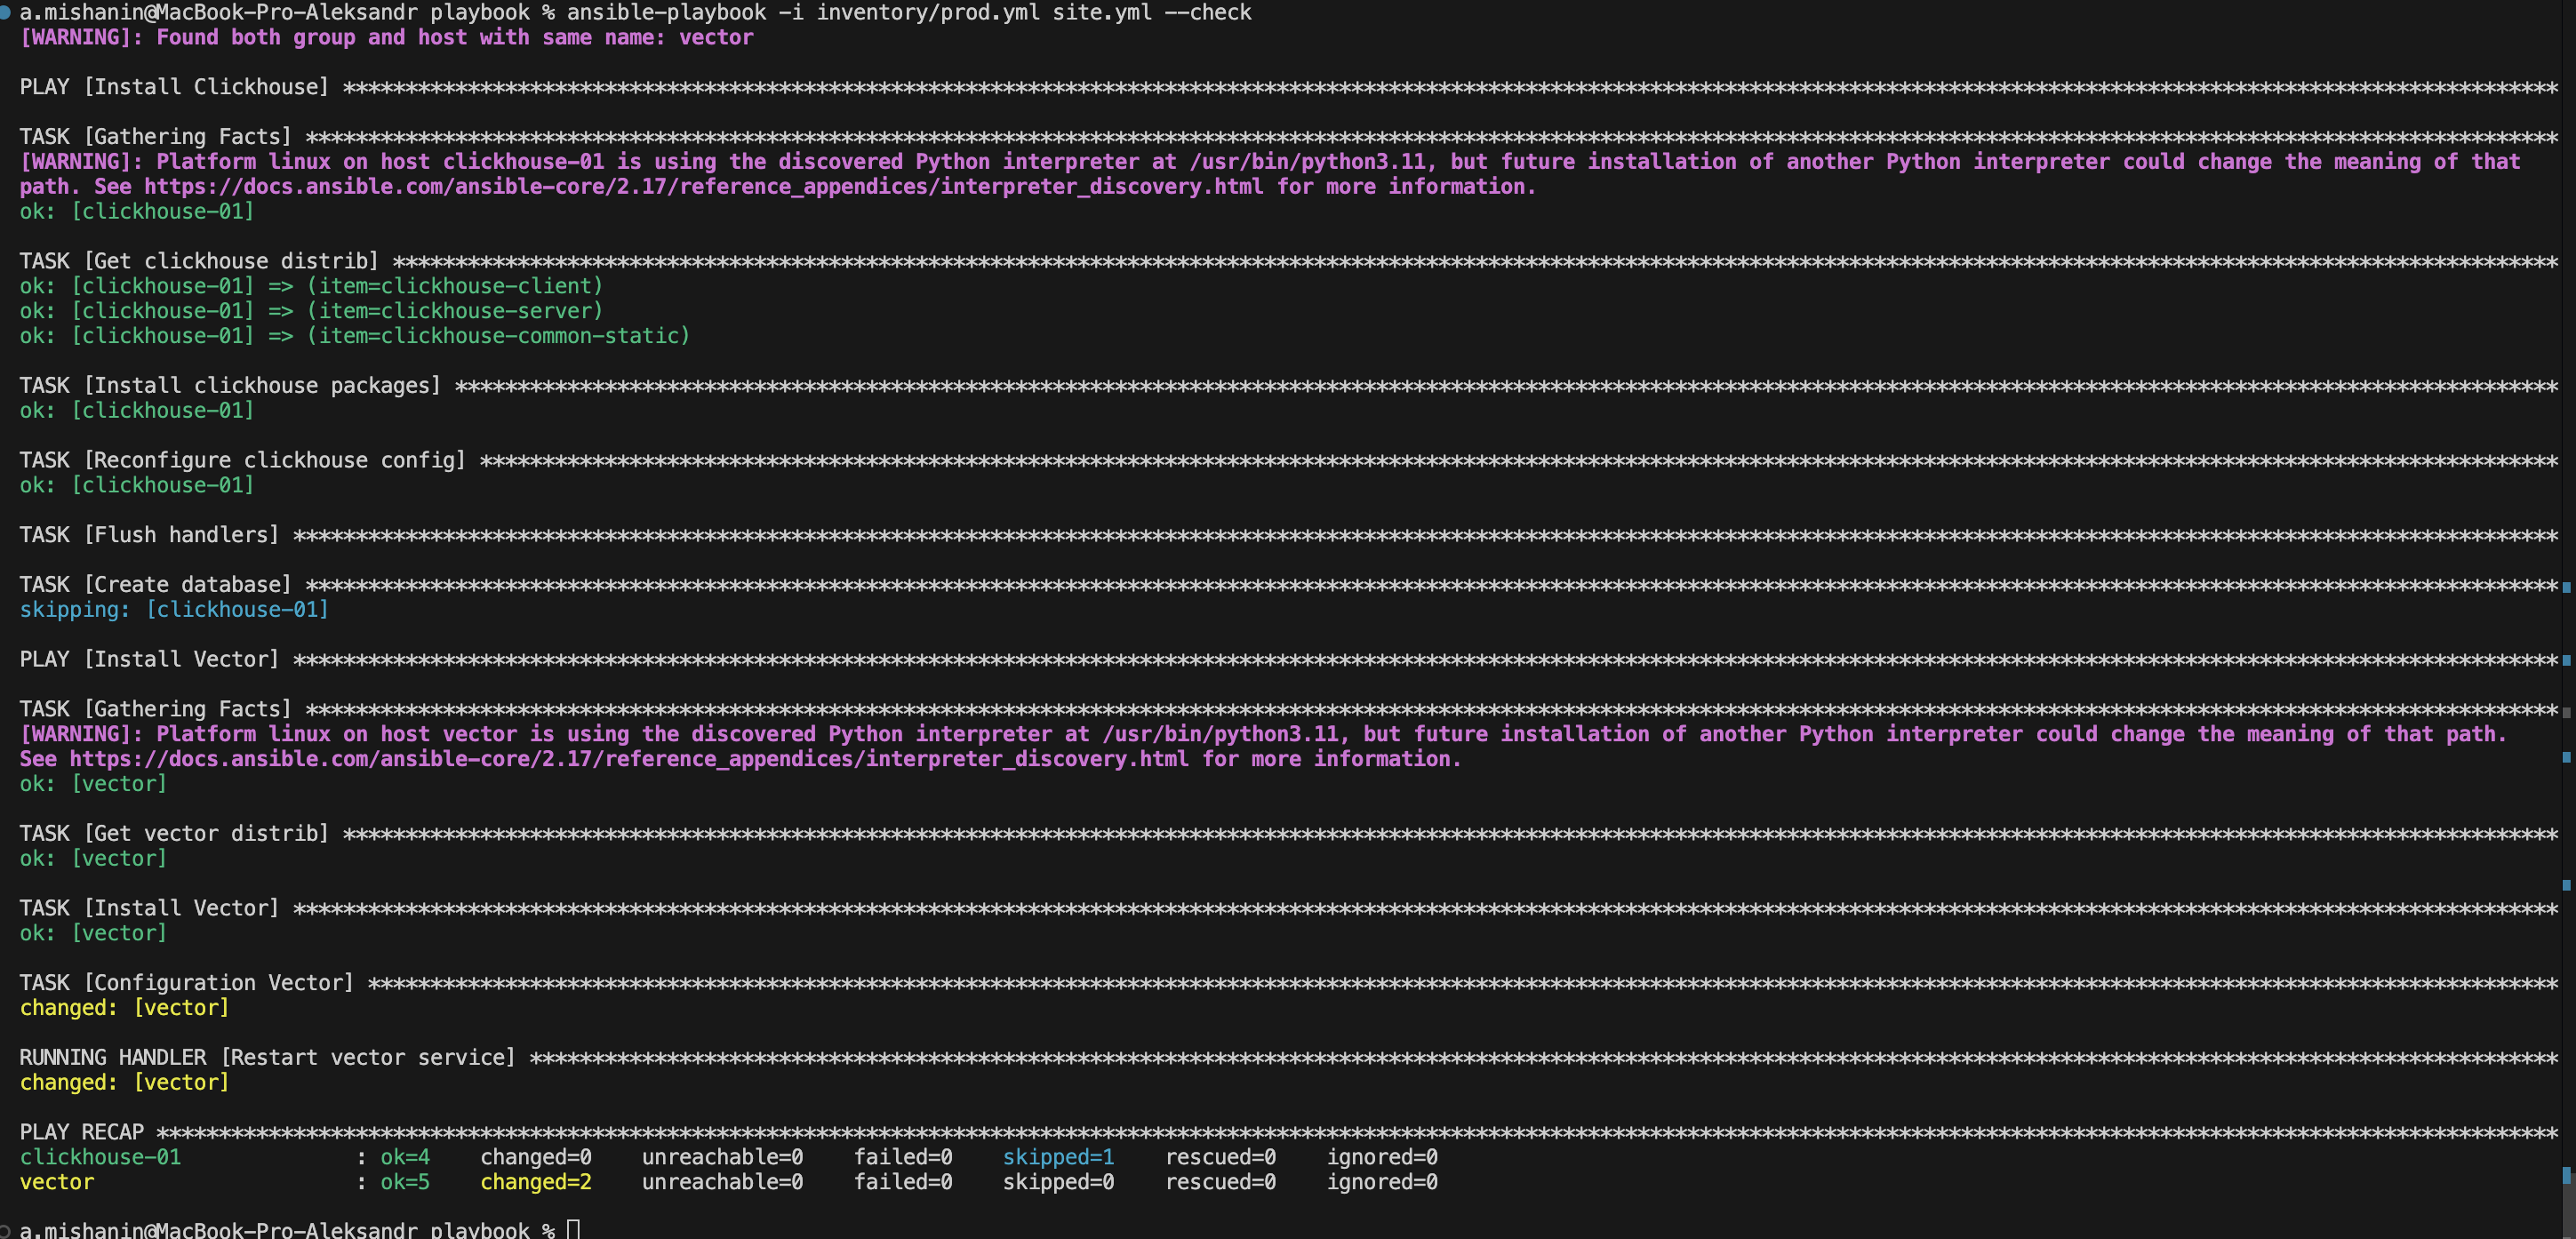 a.mishanin@MacBook-Pro-Aleksandr playbook % ansible-playbook -i inventory/prod.yml site.yml --check
[WARNING]: Found both group and host with same name: vector
PLAY [Install Clickhouse] ****************************************************************************************************************************************************************************
TASK [Gathering Facts] *******************************************************************************************************************************************************************************
[WARNING]: Platform linux on host clickhouse-01 is using the discovered Python interpreter at /usr/bin/python3.11, but future installation of another Python interpreter could change the meaning of that
path. See https://docs.ansible.com/ansible-core/2.17/reference_appendices/interpreter_discovery.html for more information.
ok: [clickhouse-01]
TASK [Get clickhouse distrib] ************************************************************************************************************************************************************************
ok: [clickhouse-01] => (item=clickhouse-client)
ok: [clickhouse-01] => (item=clickhouse-server)
ok: [clickhouse-01] => (item=clickhouse-common-static)
TASK [Install clickhouse packages] *******************************************************************************************************************************************************************
ok: [clickhouse-01]
TASK [Reconfigure clickhouse config] *****************************************************************************************************************************************************************
ok: [clickhouse-01]
TASK [Flush handlers] ********************************************************************************************************************************************************************************
TASK [Create database] *******************************************************************************************************************************************************************************
skipping: [clickhouse-01]
PLAY [Install Vector] ********************************************************************************************************************************************************************************
TASK [Gathering Facts] *******************************************************************************************************************************************************************************
[WARNING]: Platform linux on host vector is using the discovered Python interpreter at /usr/bin/python3.11, but future installation of another Python interpreter could change the meaning of that path.
See https://docs.ansible.com/ansible-core/2.17/reference_appendices/interpreter_discovery.html for more information.
ok: [vector]
TASK [Get vector distrib] ****************************************************************************************************************************************************************************
ok: [vector]
TASK [Install Vector] ********************************************************************************************************************************************************************************
ok: [vector]
TASK [Configuration Vector] **************************************************************************************************************************************************************************
changed: [vector]
RUNNING HANDLER [Restart vector service] *************************************************************************************************************************************************************
changed: [vector]
PLAY RECAP *******************************************************************************************************************************************************************************************
clickhouse-01              : ok=4    changed=0    unreachable=0    failed=0    skipped=1    rescued=0    ignored=0
vector                     : ok=5    changed=2    unreachable=0    failed=0    skipped=0    rescued=0    ignored=0
a.mishanin@MacBook-Pro-Aleksandr playbook %